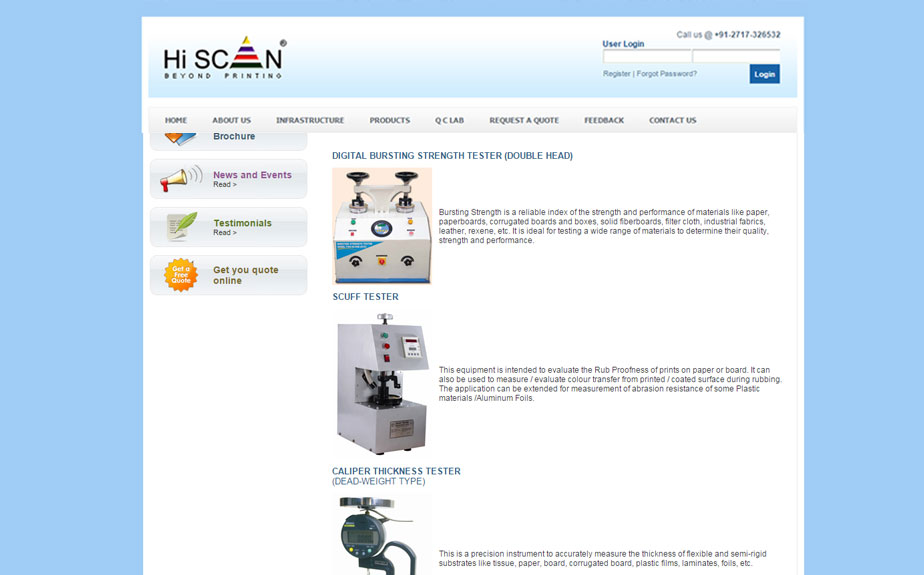 Hi SCAN
BEYOND PRINTING
Call us @ +91-2717-326532
User Login
Register | Forgot Password?
Login
HOME
ABOUT US
INFRASTRUCTURE
PRODUCTS
Q C LAB
REQUEST A QUOTE
FEEDBACK
CONTACT US
Brochure
News and Events
Read >
Testimonials
Read >
Get a
Free
Quote
Get you quote
online
DIGITAL BURSTING STRENGTH TESTER (DOUBLE HEAD)
Bursting Strength is a reliable index of the strength and performance of materials like paper,
paperboards, corrugated boards and boxes, solid fiberboards, filter cloth, industrial fabrics,
leather, rexene, etc. It is ideal for testing a wide range of materials to determine their quality,
strength and performance.
SCUFF TESTER
This equipment is intended to evaluate the Rub Proofness of prints on paper or board. It can
also be used to measure / evaluate colour transfer from printed / coated surface during rubbing.
The application can be extended for measurement of abrasion resistance of some Plastic
materials /Aluminum Foils.
CALIPER THICKNESS TESTER
(DEAD-WEIGHT TYPE)
This is a precision instrument to accurately measure the thickness of flexible and semi-rigid
substrates like tissue, paper, board, corrugated board, plastic films, laminates, foils, etc.